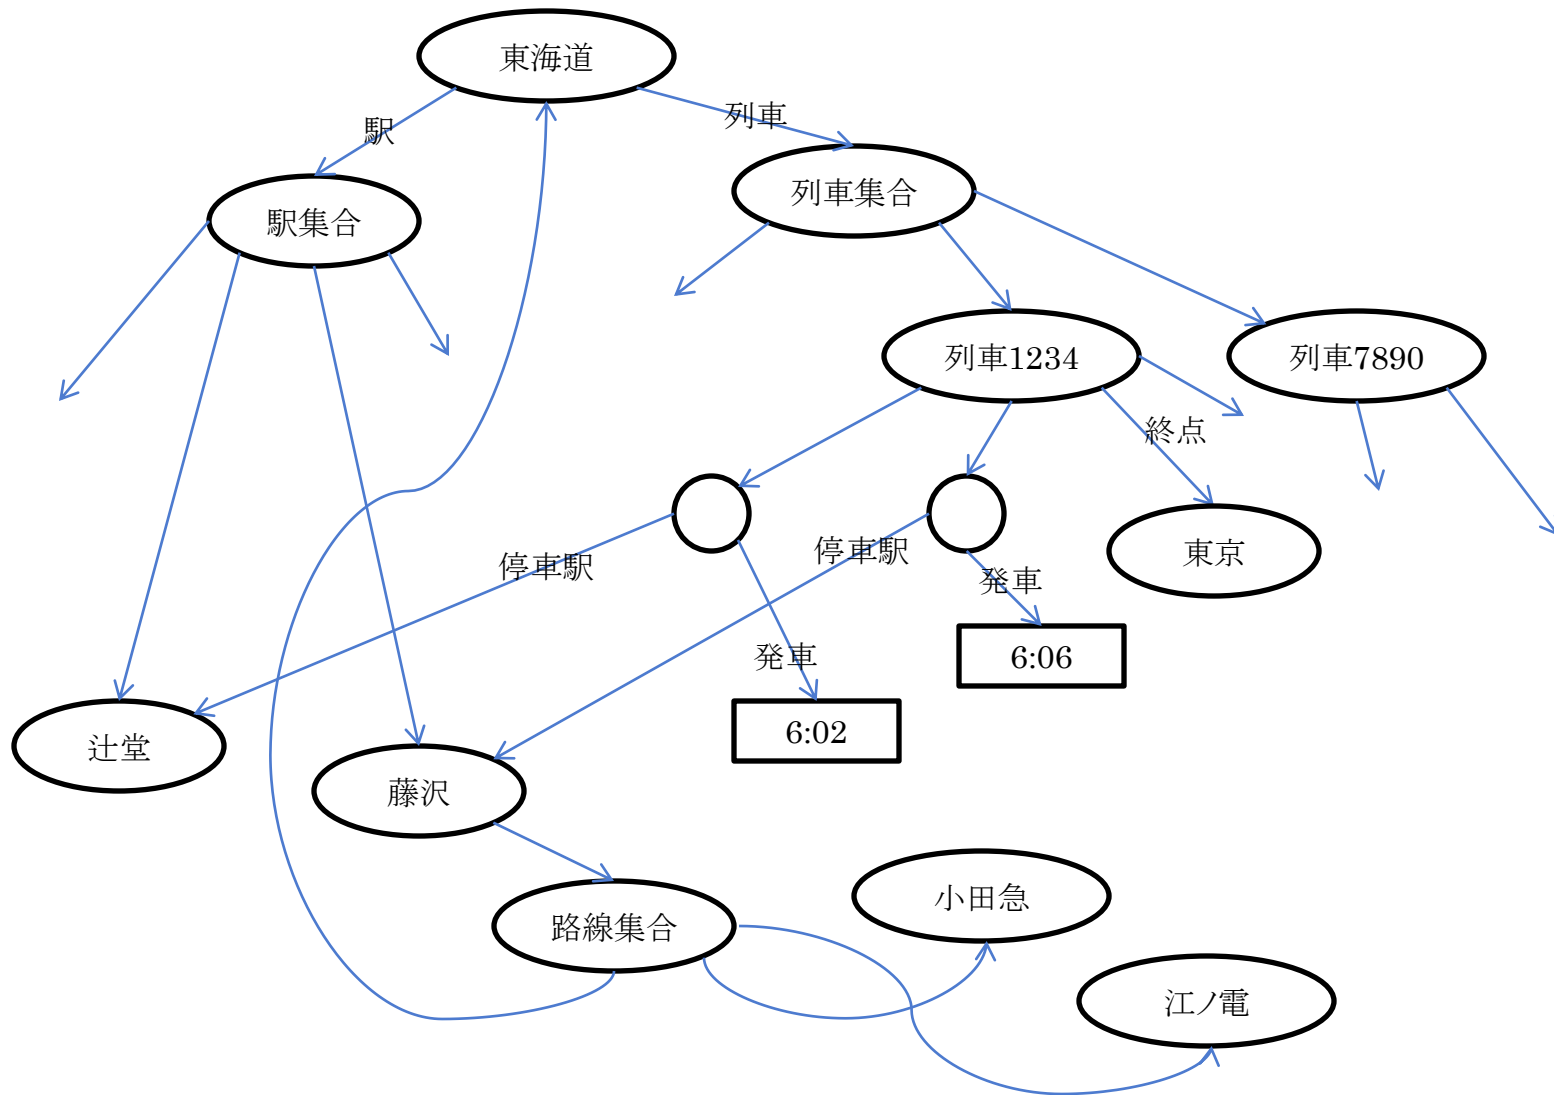 東海道
列車
駅
列車集合
駅集合
列車1234
列車7890
終点
停車駅
停車駅
東京
発車
6:06
発車
6:02
辻堂
藤沢
小田急
路線集合
江ノ電